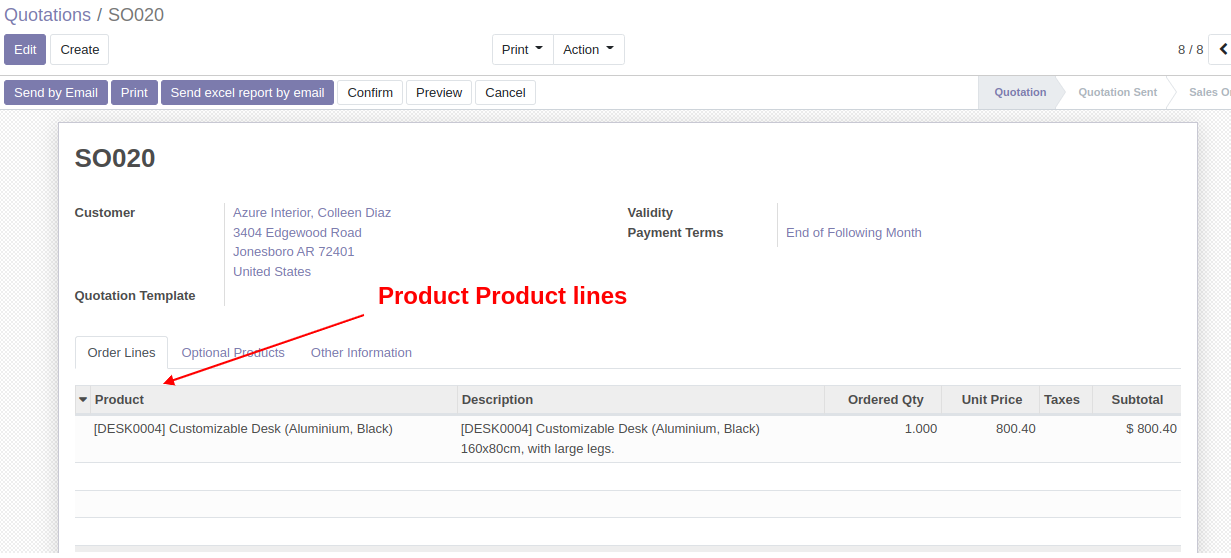 Quotations / SO020
Edit Create Print Action 8 / 8
Send by Email Print Send excel report by email Confirm Preview Cancel Quotation Quotation Sent Sales O
SO020
Customer Azure Interior, Colleen Diaz Validity
3404 Edgewood Road Payment Terms End of Following Month
Jonesboro AR 72401
United States
Quotation Template
Product Product lines
Order Lines Optional Products Other Information
Product Description Ordered Qty Unit Price Taxes Subtotal
[DESK0004] Customizable Desk (Aluminium, Black) [DESK0004] Customizable Desk (Aluminium, Black) 1.000 800.40 $ 800.40
160x80cm, with large legs.